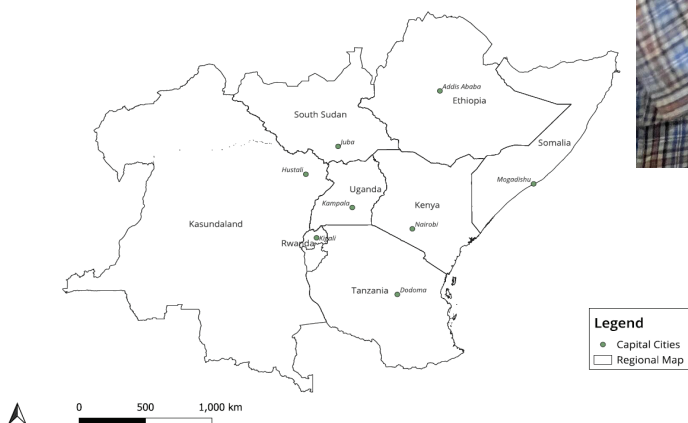 Addis Ababa
Ethiopia
South Sudan
Juba
Somalia
Hustali
Mogadishu
Uganda
Kampala
Kenya
Kasundaland
Nairobi
Kigali
Rwanda
Tanzania
Dodoma
Legend
Capital Cities
Regional Map
0 500 1,000 km